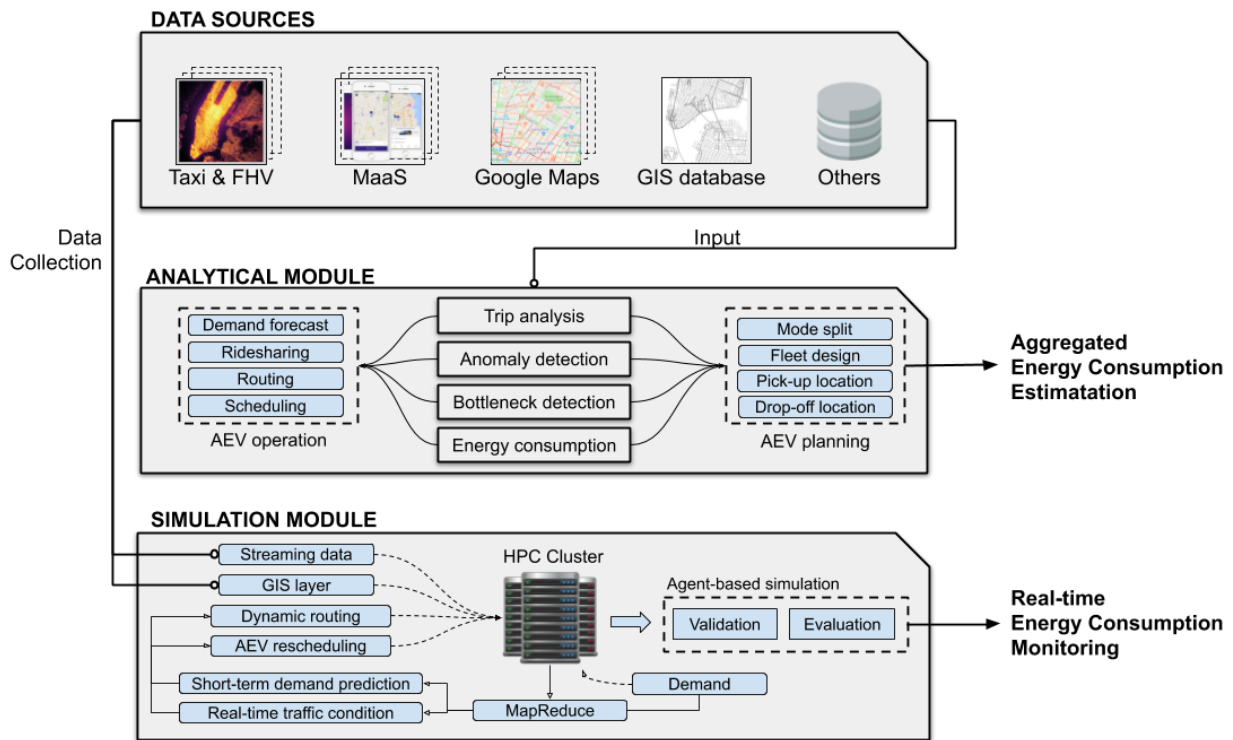 DATA SOURCES
Taxi & FHV
MaaS
Google Maps
GIS database
Others
Data
Collection
Input
ANALYTICAL MODULE
Demand forecast
Ridesharing
Routing
Scheduling
AEV operation
Trip analysis
Anomaly detection
Bottleneck detection
Energy consumption
Mode split
Fleet design
Pick-up location
Drop-off location
AEV planning
Aggregated
Energy Consumption
Estimatation
SIMULATION MODULE
Streaming data
GIS layer
Dynamic routing
AEV rescheduling
Short-term demand prediction
Real-time traffic condition
HPC Cluster
MapReduce
Demand
Agent-based simulation
Validation
Evaluation
Real-time
Energy Consumption
Monitoring